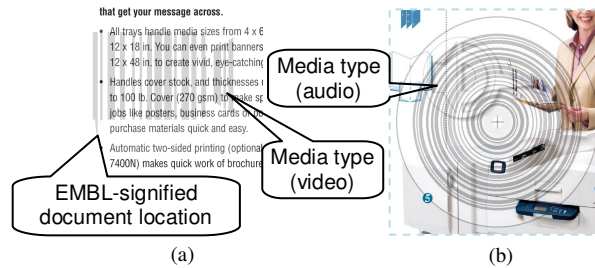 that get your message across.
• All trays handle media sizes from 4 x 6
12 x 18 in. You can even print banners
12 x 48 in. to create vivid, eye-catching
• Handles cover stock, and thicknesses
to 100 lb. Cover (270 gsm) to make sp
jobs like posters, business cards or po
purchase materials quick and easy.
• Automatic two-sided printing (optional
7400N) makes quick work of brochure
Media type
(audio)
Media type
(video)
EMBL-signified
document location
5
(a)
(b)